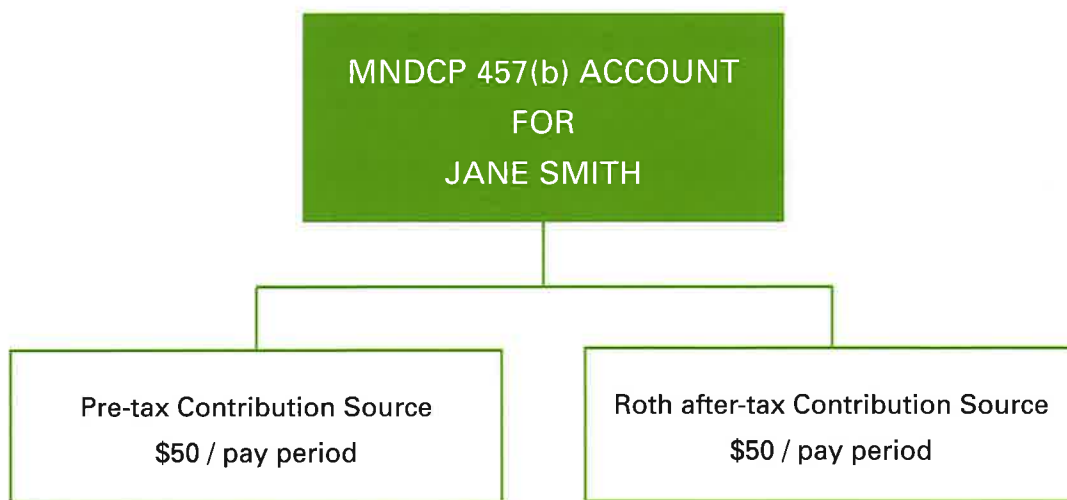 MNDCP 457(b) ACCOUNT
FOR
JANE SMITH
Pre-tax Contribution Source
$50 / pay period
Roth after-tax Contribution Source
$50 / pay period